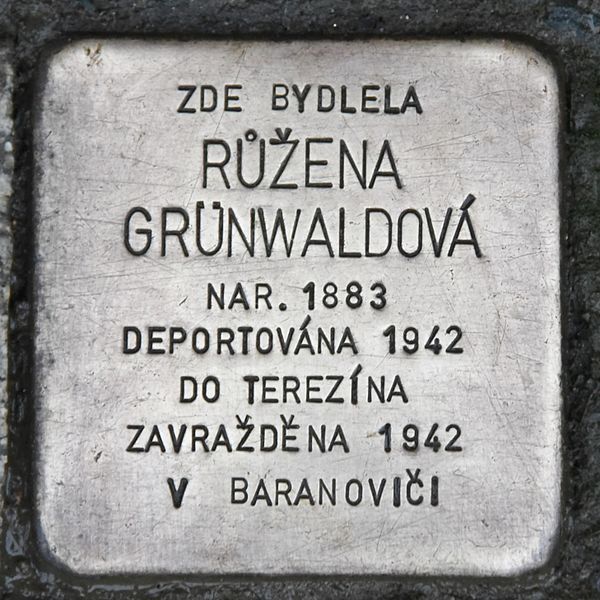 ZDE BYDLELA
RŮŽENA
GRÜNWALDOVÁ
NAR. 1883
DEPORTOVÁNA 1942
DO TEREZÍNA
ZAVRAŽDĚNA 1942
V BARANOVIČI